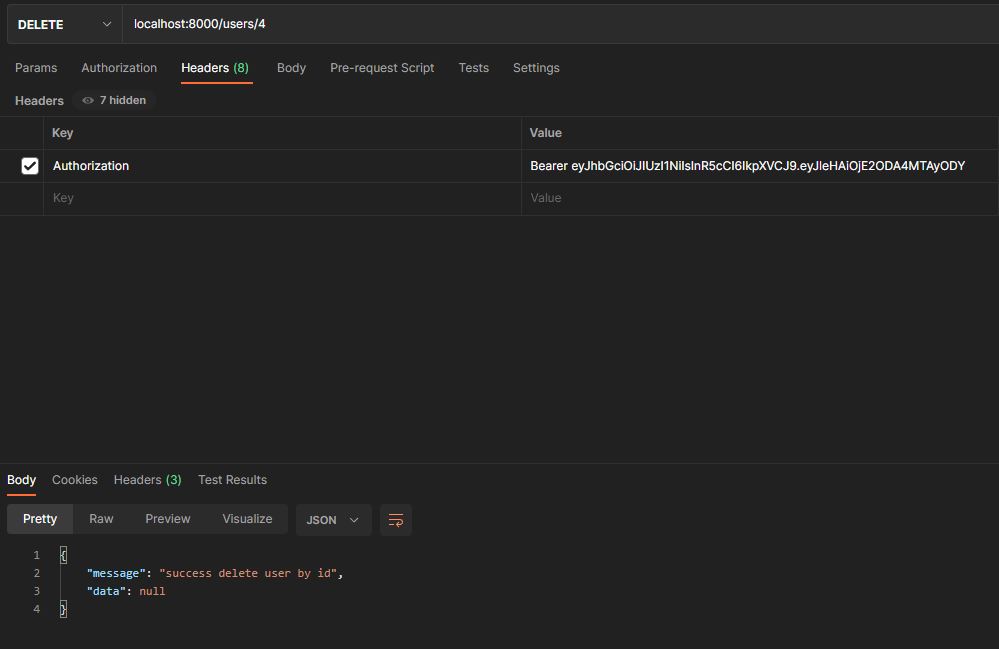 DELETE localhost:8000/users/4
Params Authorization Headers (8) Body Pre-request Script Tests Settings
Headers 7 hidden
Key Value
Authorization Bearer eyJhbGciOiJIUzI1NiIsInR5cCI6IkpXVCJ9.eyJleHAiOjE2ODA4MTAyODY
Key Value
Body Cookies Headers (3) Test Results
Pretty Raw Preview Visualize JSON
1 {
2 "message": "success delete user by id",
3 "data": null
4 }